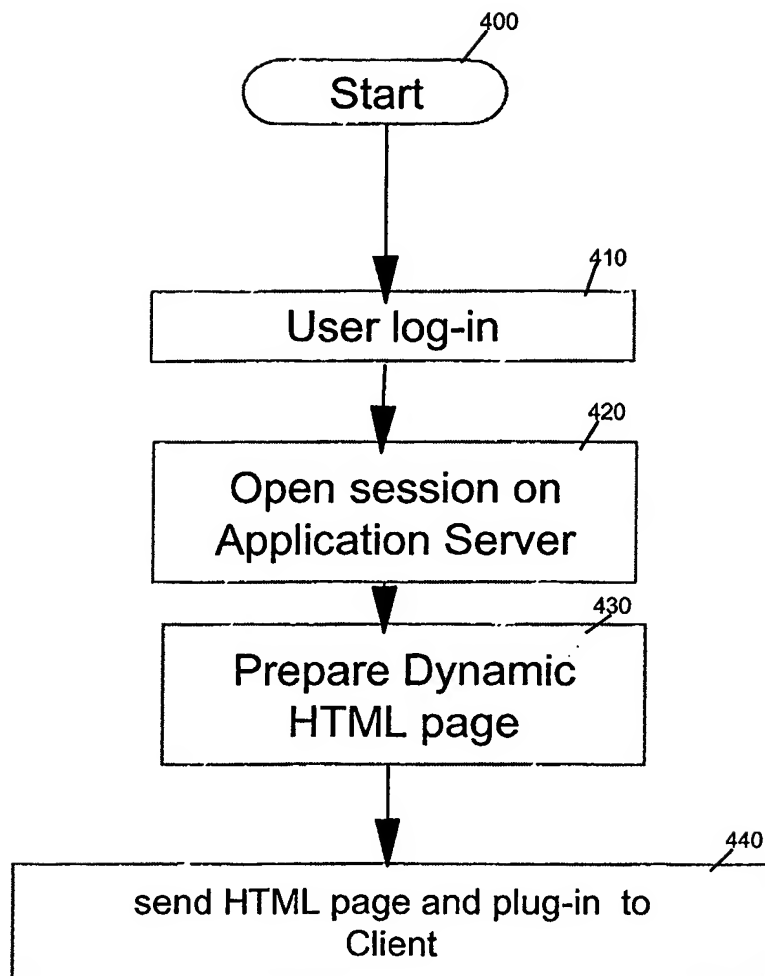 400
Start
410
User log-in
420
Open session on
Application Server
430
Prepare Dynamic
HTML page
440
send HTML page and plug-in to
Client